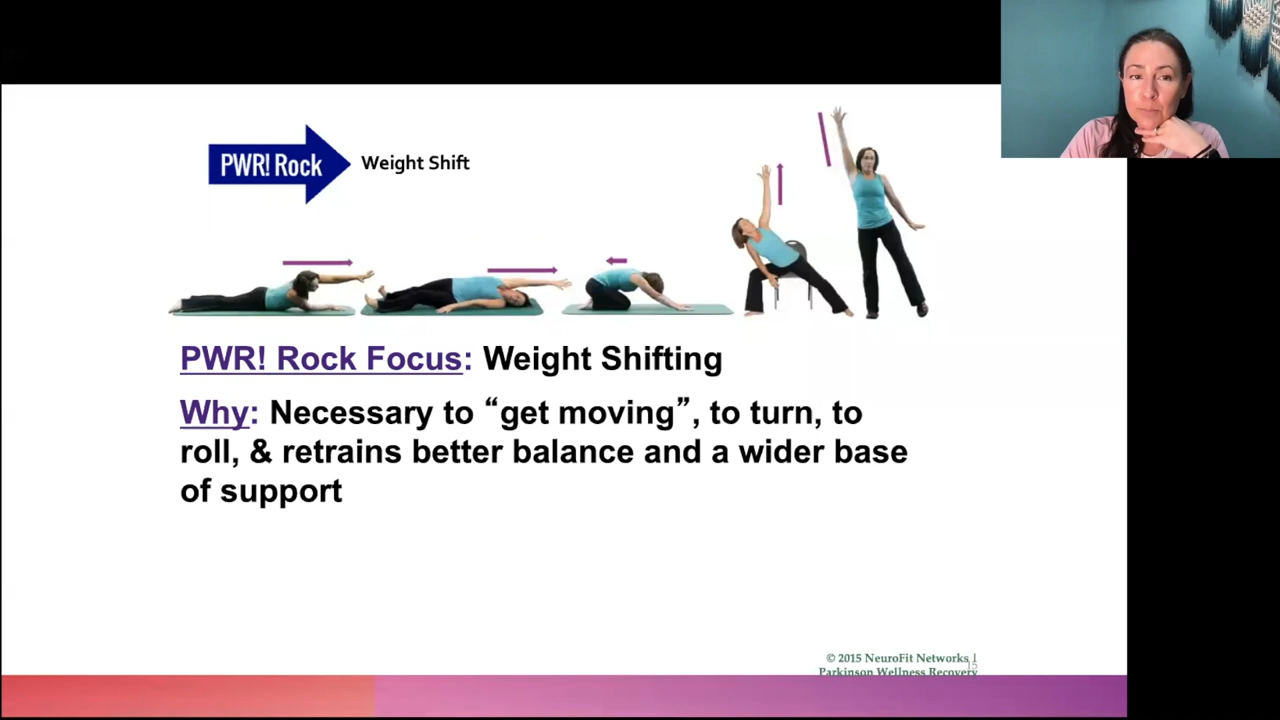 PWR! Rock Weight Shift
PWR! Rock Focus: Weight Shifting
Why: Necessary to “get moving”, to turn, to
roll, & retrains better balance and a wider base
of support
© 2015 NeuroFit Networks |
15
Parkinson Wellness Recovery